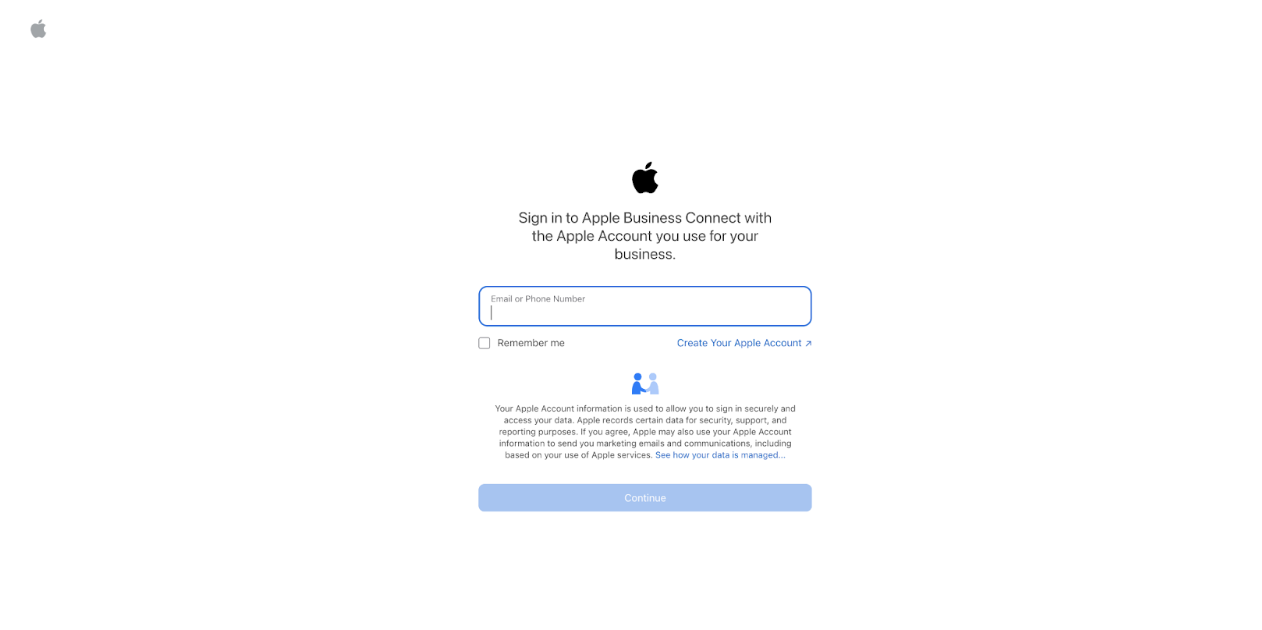 Sign in to Apple Business Connect with
the Apple Account you use for your
business.
Email or Phone Number
Remember me
Create Your Apple Account ↗
Your Apple Account information is used to allow you to sign in securely and
access your data. Apple records certain data for security, support, and
reporting purposes. If you agree, Apple may also use your Apple Account
information to send you marketing emails and communications, including
based on your use of Apple services. See how your data is managed...
Continue